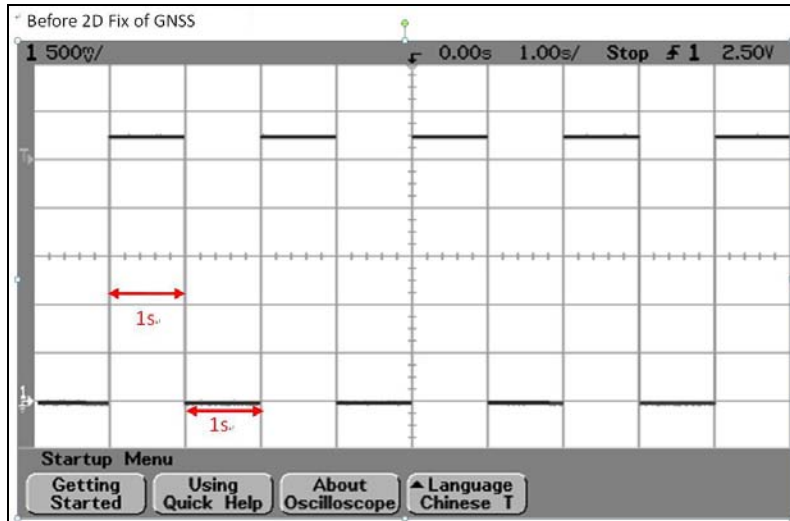 Before 2D Fix of GNSS
1 500mV/ 0.00s 1.00s/ Stop 1 2.50V
T
1s
1s
Startup Menu
Getting Started
Using Quick Help
About Oscilloscope
Language Chinese T